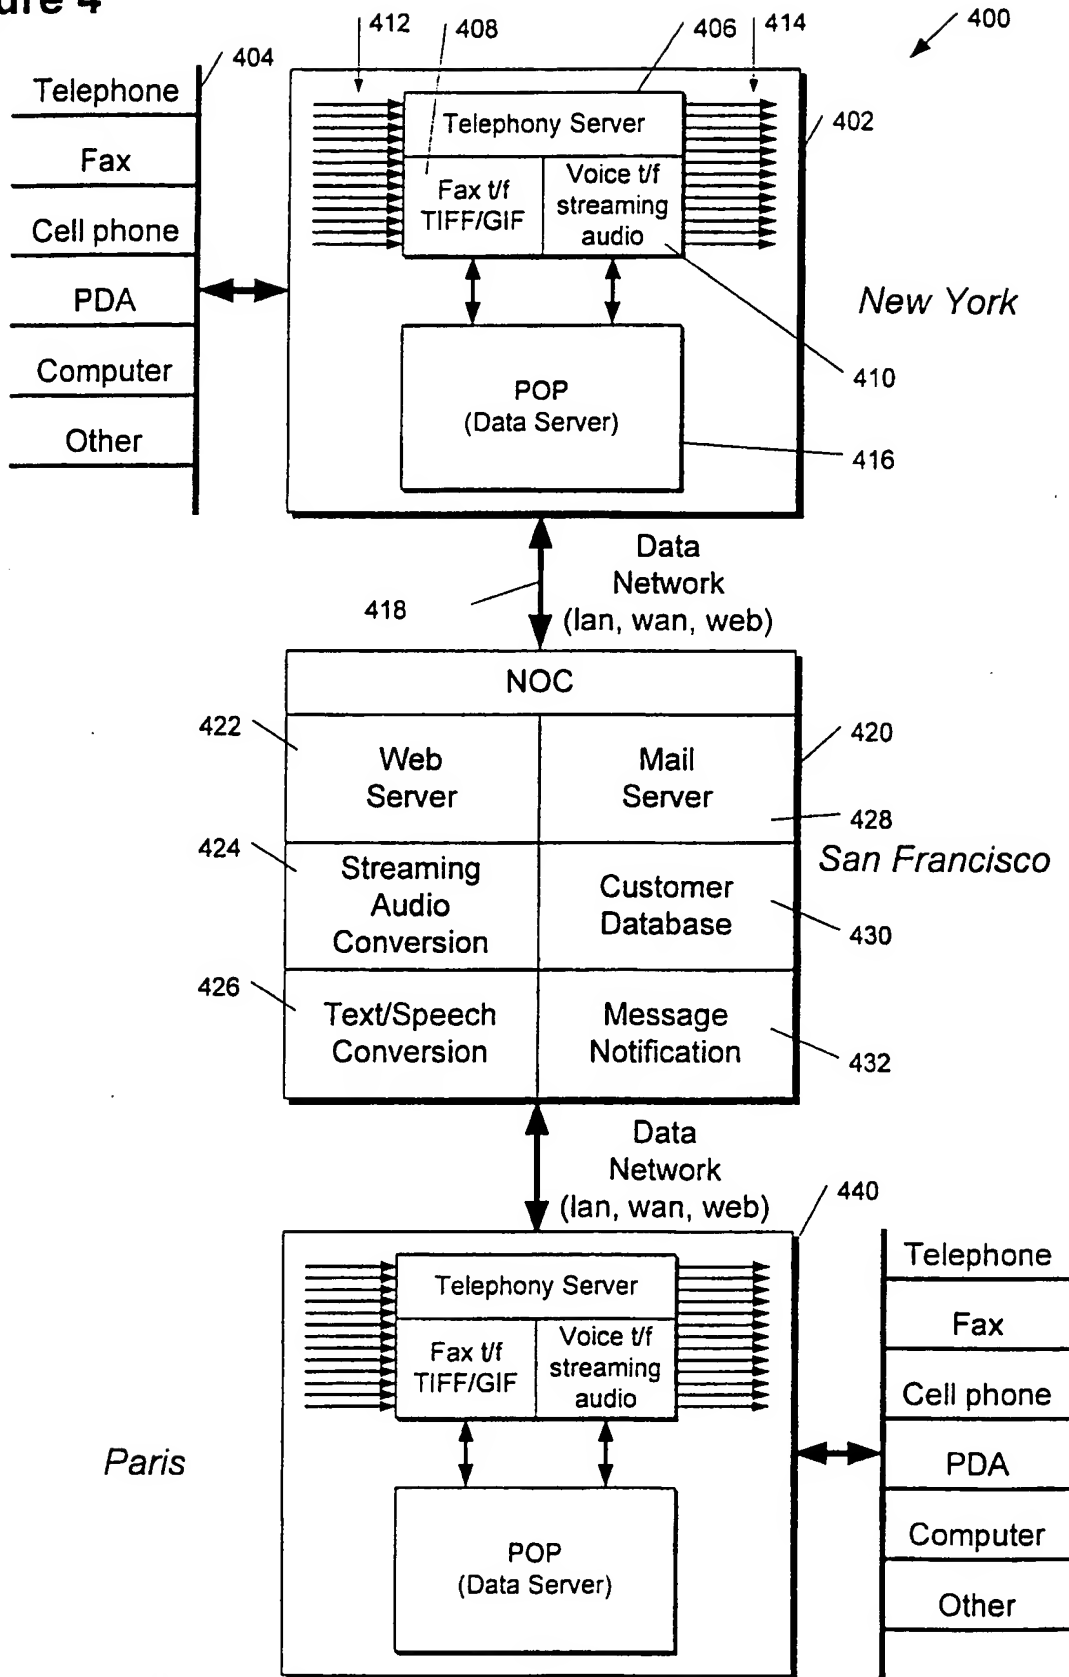 ure 4
412
408
406
414
400
404
402
Telephone
Fax
Cell phone
PDA
Computer
Other
Telephony Server
Fax t/f
TIFF/GIF
Voice t/f
streaming
audio
New York
410
POP
(Data Server)
416
418
Data
Network
(lan, wan, web)
NOC
422
Web
Server
Mail
Server
420
428
424
Streaming
Audio
Conversion
Customer
Database
San Francisco
430
426
Text/Speech
Conversion
Message
Notification
432
Data
Network
(lan, wan, web)
440
Telephony Server
Fax t/f
TIFF/GIF
Voice t/f
streaming
audio
Paris
POP
(Data Server)
Telephone
Fax
Cell phone
PDA
Computer
Other